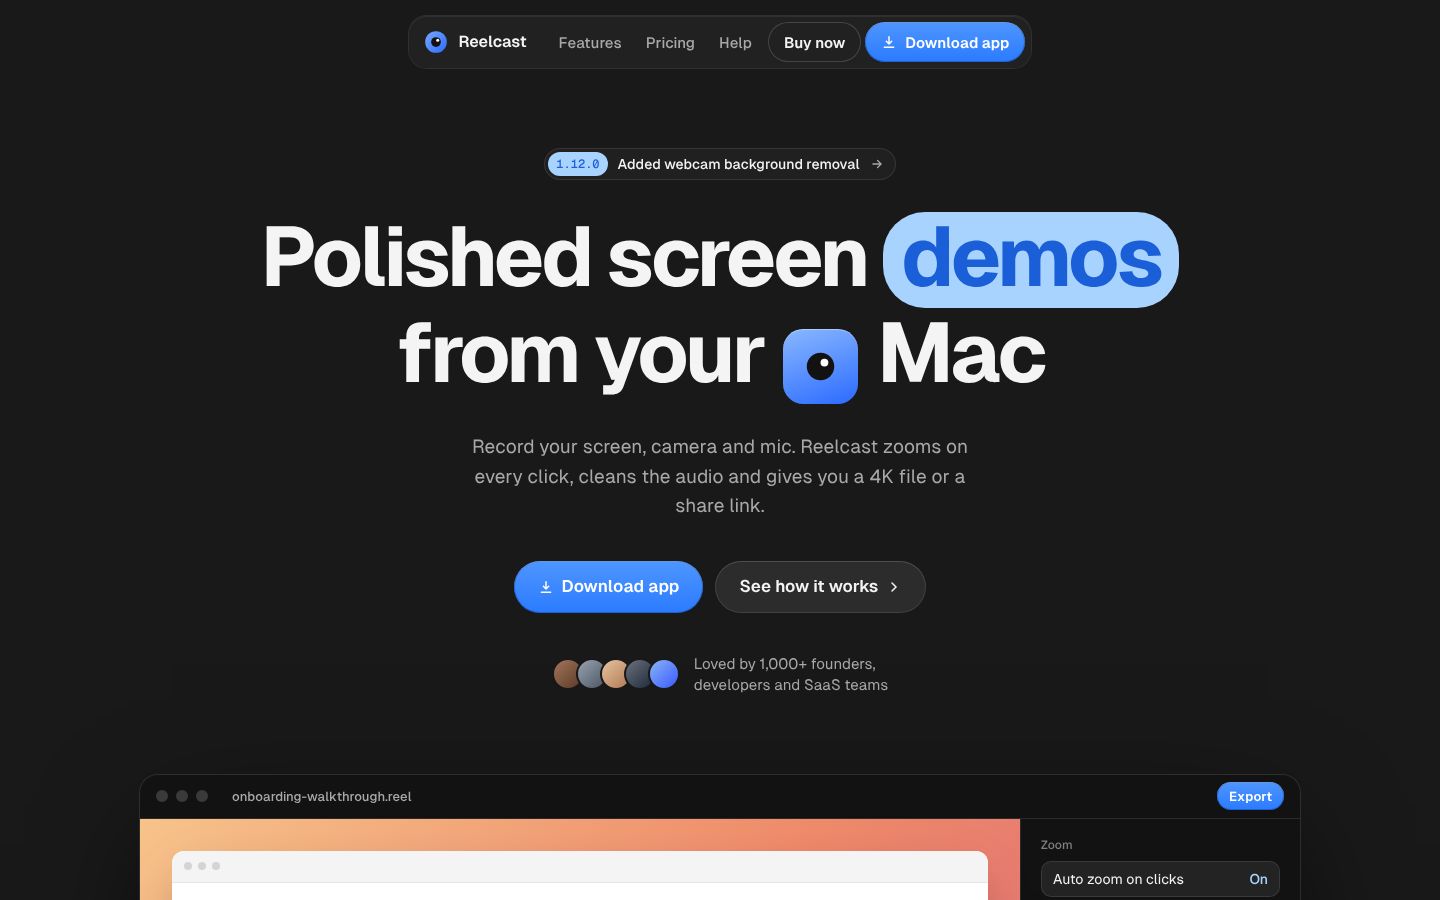 Reelcast Features Pricing Help Buy now Download app
1.12.0 Added webcam background removal →
Polished screen demos
from your Mac
Record your screen, camera and mic. Reelcast zooms on
every click, cleans the audio and gives you a 4K file or a
share link.
Download app See how it works
Loved by 1,000+ founders,
developers and SaaS teams
onboarding-walkthrough.reel Export
Zoom
Auto zoom on clicks On